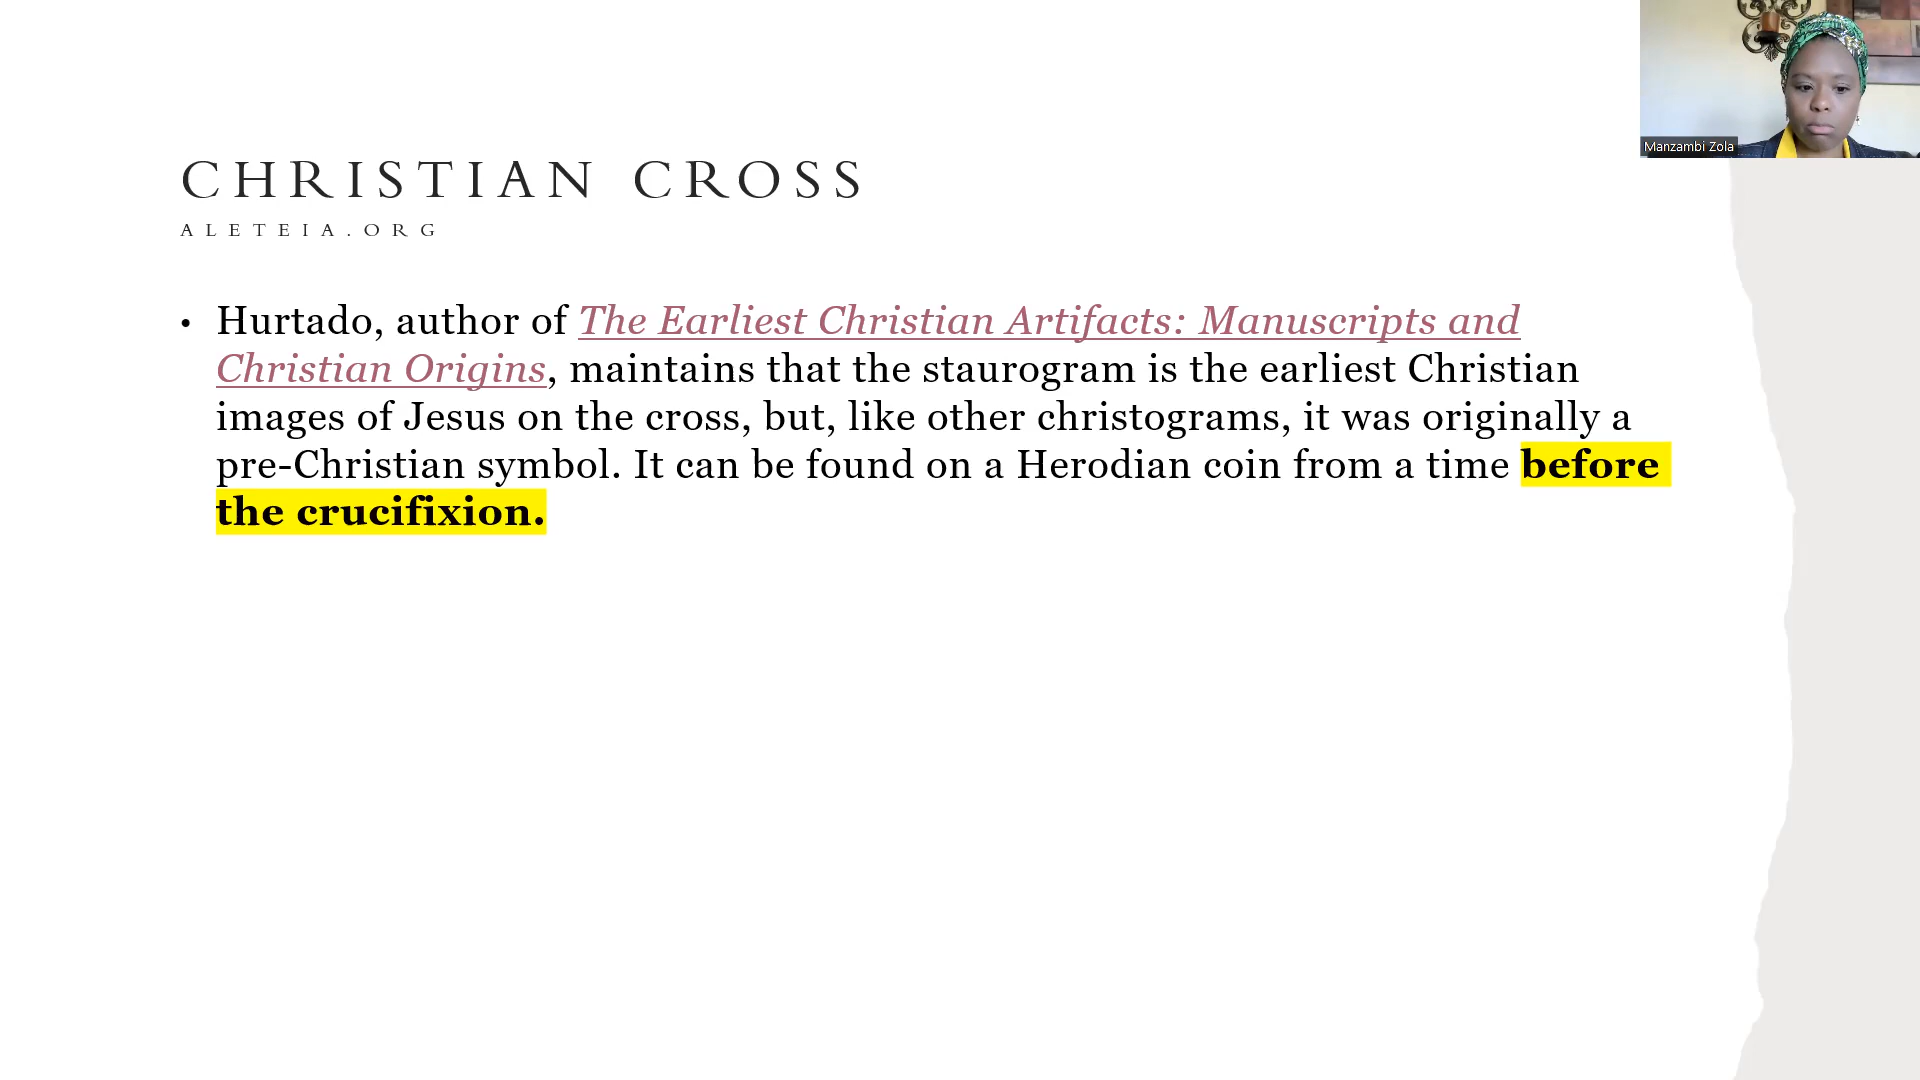 CHRISTIAN CROSS
ALETEIA.ORG
• Hurtado, author of The Earliest Christian Artifacts: Manuscripts and
Christian Origins, maintains that the staurogram is the earliest Christian
images of Jesus on the cross, but, like other christograms, it was originally a
pre-Christian symbol. It can be found on a Herodian coin from a time before
the crucifixion.
Manzambi Zola